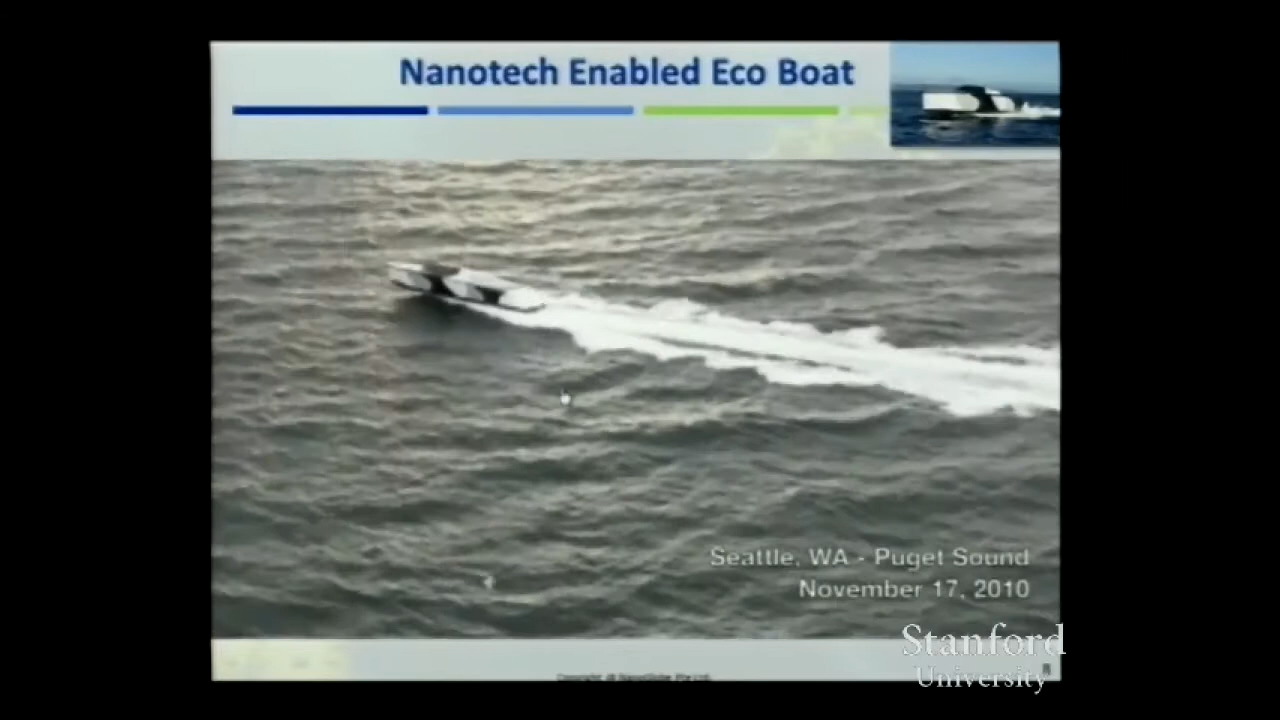 Nanotech Enabled Eco Boat
Seattle, WA - Puget Sound
November 17, 2010
Stanford
University